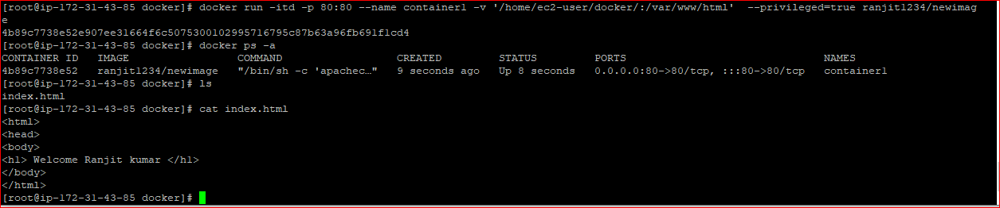 [root@ip-172-31-43-85 docker]# docker run -itd -p 80:80 --name container1 -v '/home/ec2-user/docker/:/var/www/html'  --privileged=true ranjit1234/newimag
e
4b89c7738e52e907ee31664f6c5075300102995716795c87b63a96fb691f1cd4
[root@ip-172-31-43-85 docker]# docker ps -a
CONTAINER ID   IMAGE                 COMMAND                  CREATED         STATUS         PORTS                               NAMES
4b89c7738e52   ranjit1234/newimage   "/bin/sh -c 'apachec…"   9 seconds ago   Up 8 seconds   0.0.0.0:80->80/tcp, :::80->80/tcp   container1
[root@ip-172-31-43-85 docker]# ls
index.html
[root@ip-172-31-43-85 docker]# cat index.html
<html>
<head>
<body>
<h1> Welcome Ranjit kumar </h1>
</body>
</html>
[root@ip-172-31-43-85 docker]#